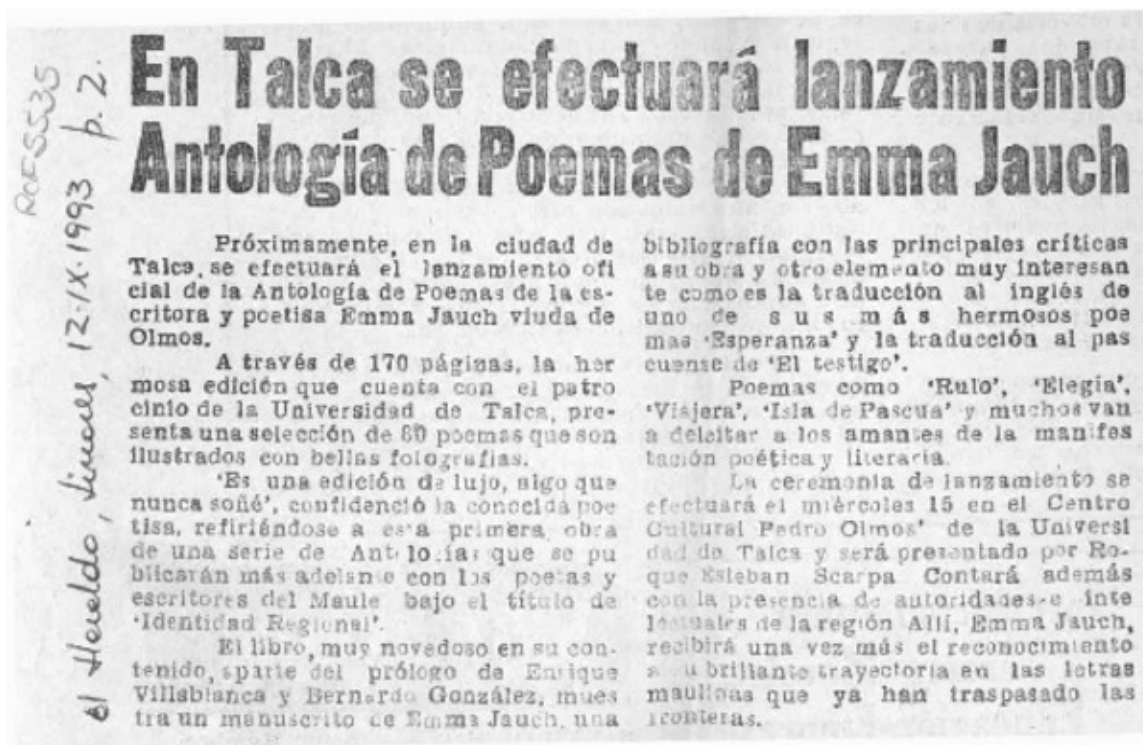 En Talca se efectuará lanzamiento
Antología de Poemas de Emma Jauch
Próximamente, en la ciudad de
Talca, se efectuará el lanzamiento ofi
cial de la Antología de Poemas de la es-
critora y poetisa Emma Jauch viuda de
Olmos.
A través de 170 páginas, la her
mosa edición que cuenta con el patro
cinio de la Universidad de Talca, pre-
senta una selección de 80 poemas que son
ilustrados con bellas fotografías.
'Es una edición de lujo, algo que
nunca soñé', confidenció la conocida poe
tisa, refiriéndose a esta primera obra
de una serie de Antologías que se pu
blicarán más adelante con los poetas y
escritores del Maule bajo el título de
'Identidad Regional'.
El libro, muy novedoso en su con-
tenido, aparte del prólogo de Enrique
Villablanca y Bernardo González, mues
tra un manuscrito de Emma Jauch, una
bibliografía con las principales críticas
a su obra y otro elemento muy interesan
te como es la traducción al inglés de
uno de sus más hermosos poe
mas 'Esperanza' y la traducción al pas
cuense de 'El testigo'.
Poemas como 'Rulo', 'Elegía',
'Viajera', 'Isla de Pascua' y muchos van
a deleitar a los amantes de la manifes
tación poética y literaria.
La ceremonia de lanzamiento se
efectuará el miércoles 15 en el Centro
Cultural Pedro Olmos' de la Universi
dad de Talca y será presentado por Ro-
que Esteban Scarpa Contará además
con la presencia de autoridades e inte
lectuales de la región Allí, Emma Jauch,
recibirá una vez más el reconocimiento
a su brillante trayectoria en las letras
maulinas que ya han traspasado las
fronteras.
el Heraldo, Linares, 12-IX-1993 p. 2.